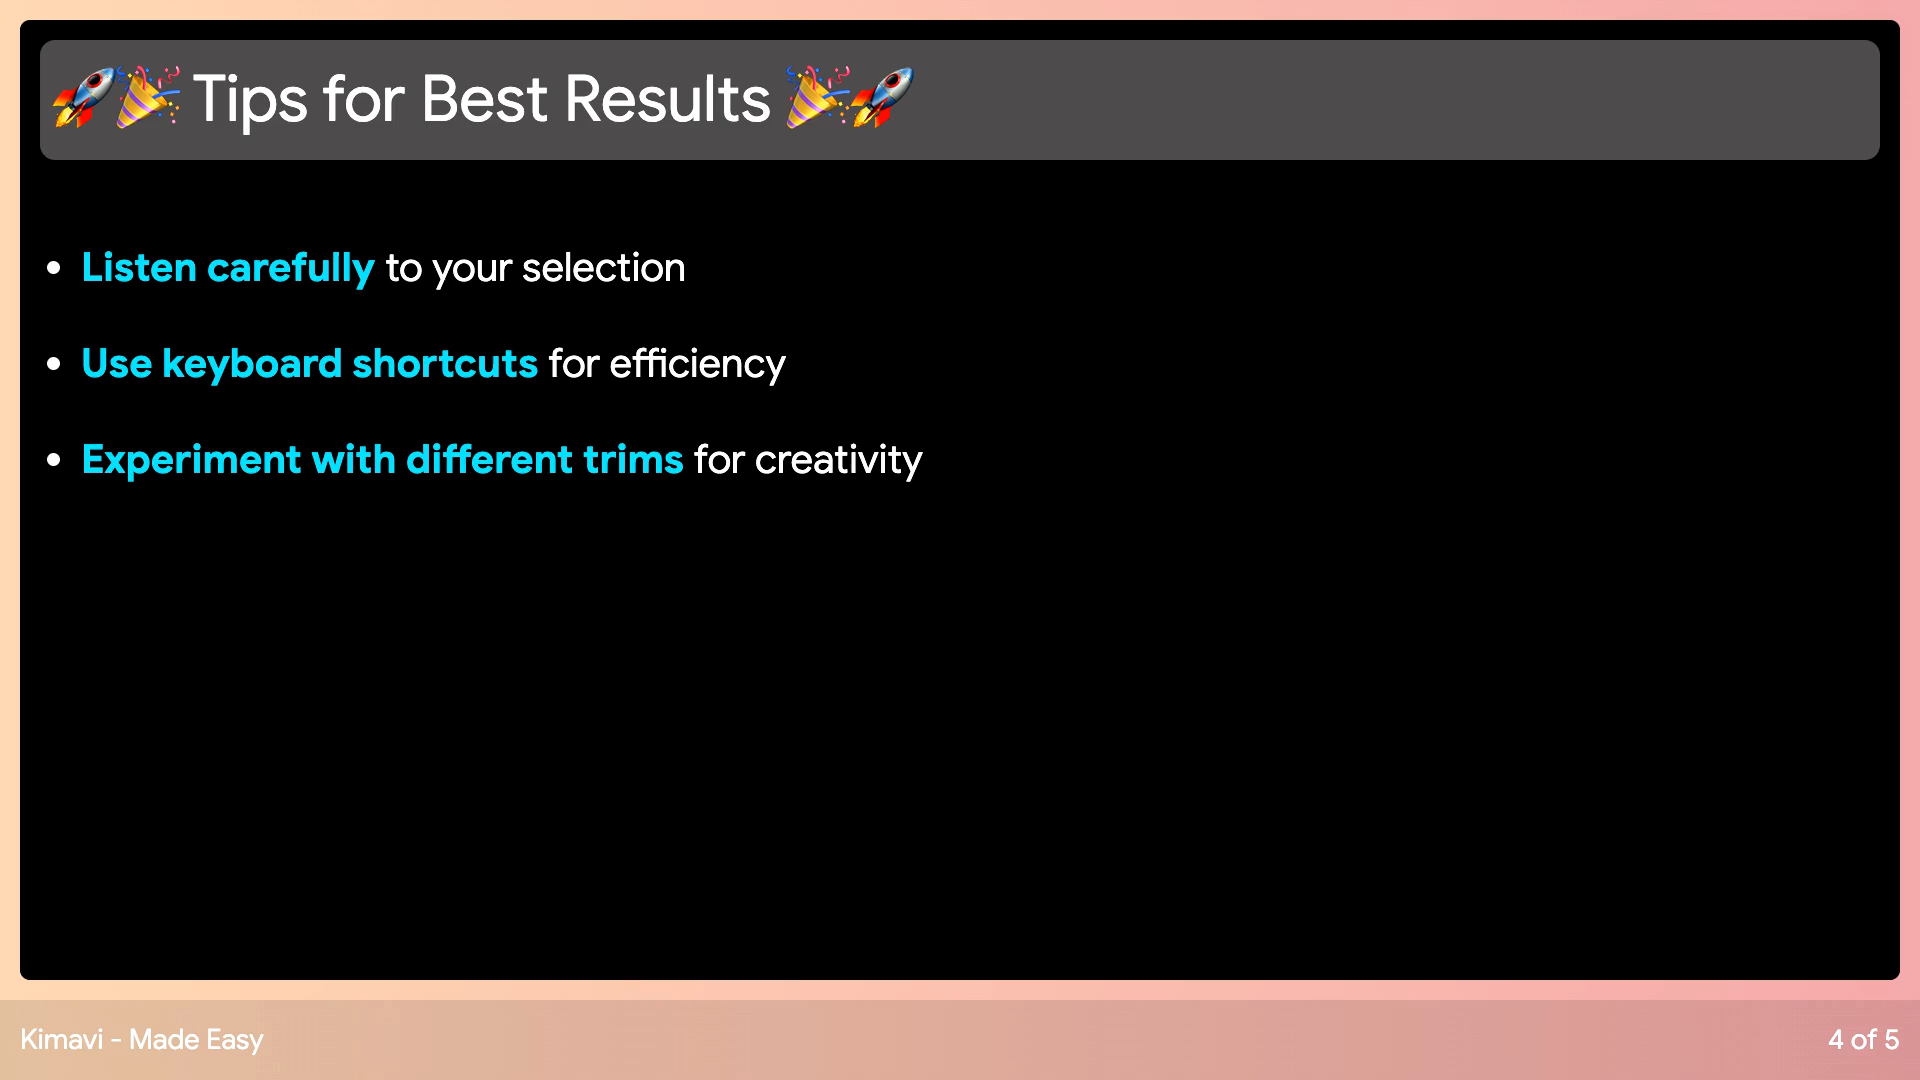 🚀🎉 Tips for Best Results 🎉🚀
• Listen carefully to your selection
• Use keyboard shortcuts for efficiency
• Experiment with different trims for creativity
Kimavi - Made Easy
4 of 5